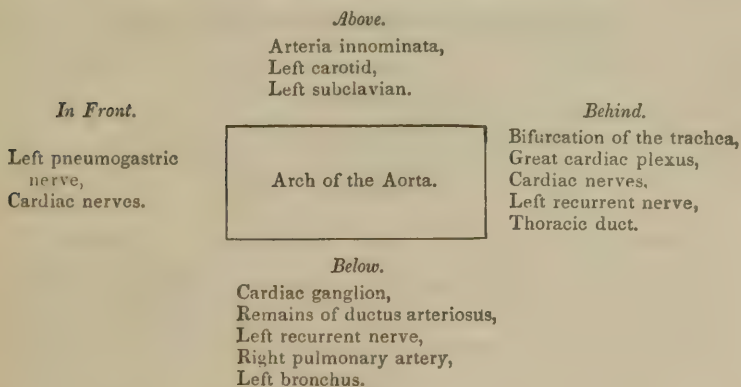 Above.
Arteria innominata,
Left carotid,
Left subclavian.
In Front.
Left pneumogastric
nerve,
Cardiac nerves.
Arch of the Aorta.
Behind.
Bifurcation of the trachea,
Great cardiac plexus,
Cardiac nerves,
Left recurrent nerve,
Thoracic duct.
Below.
Cardiac ganglion,
Remains of ductus arteriosus,
Left recurrent nerve,
Right pulmonary artery,
Left bronchus.